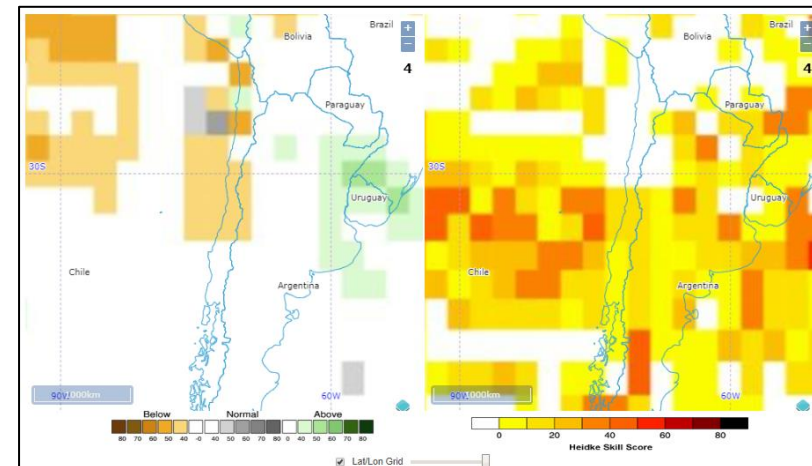 Bolivia
Brazil
+
−
4
Paraguay
30S
Uruguay
Chile
Argentina
90W
1000km
60W
Bolivia
Brazil
+
−
4
Paraguay
30S
Uruguay
Chile
Argentina
90W
1000km
60W
Below Normal Above
80 70 60 50 40 -0 40 50 60 70 80 0 40 50 60 70 80
0 20 40 60 80
Heidke Skill Score
Lat/Lon Grid